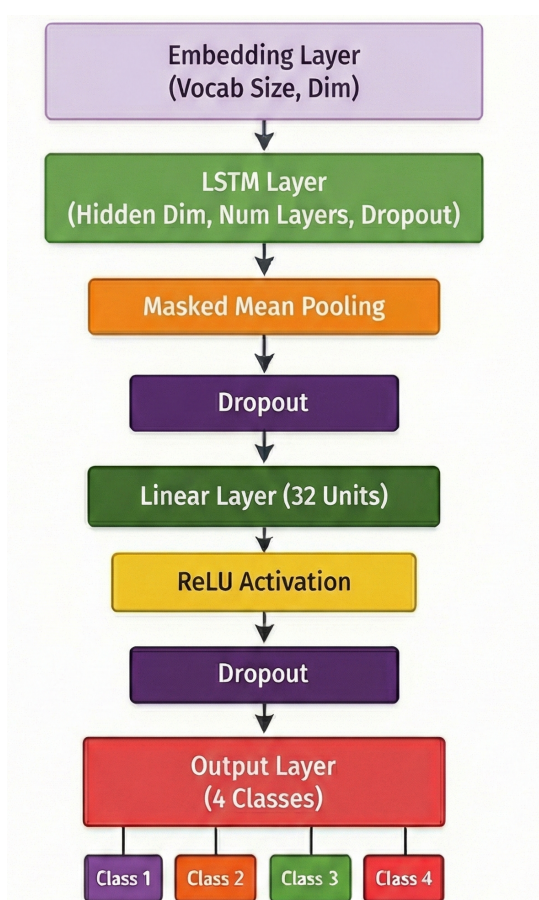 Embedding Layer
(Vocab Size, Dim)
LSTM Layer
(Hidden Dim, Num Layers, Dropout)
Masked Mean Pooling
Dropout
Linear Layer (32 Units)
ReLU Activation
Dropout
Output Layer
(4 Classes)
Class 1 Class 2 Class 3 Class 4